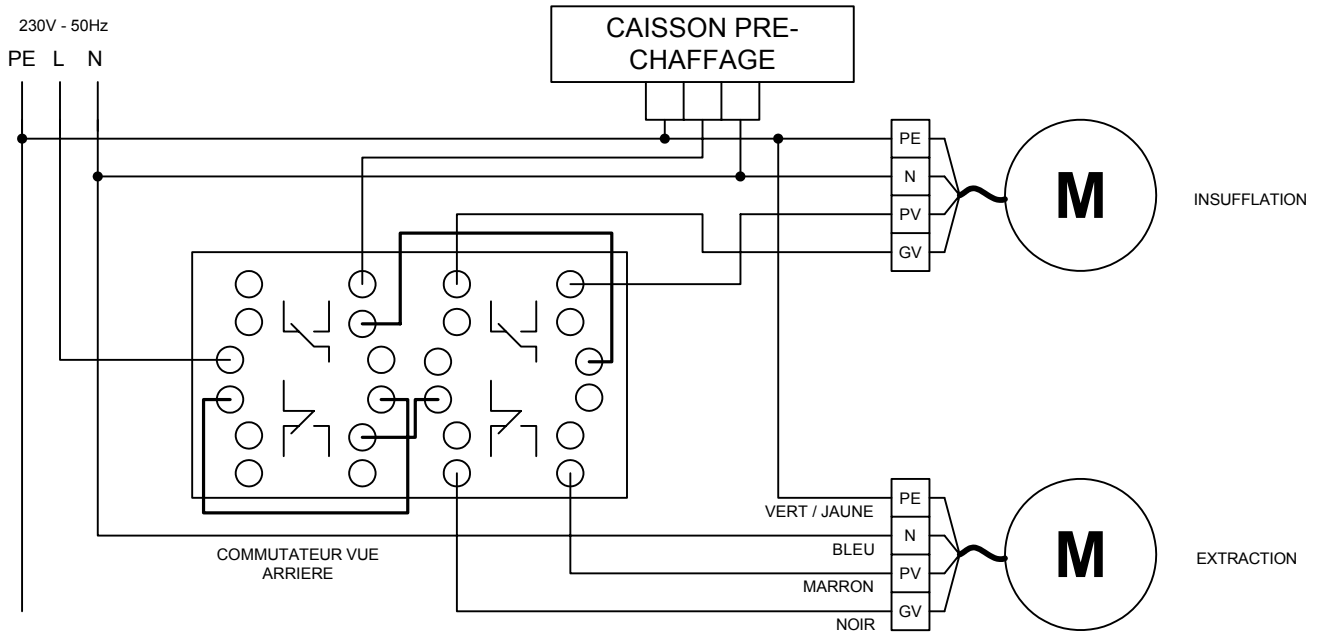 230V - 50Hz
PE L N
CAISSON PRE-
CHAFFAGE
PE
N
PV
GV
M
INSUFFLATION
COMMUTATEUR VUE
ARRIERE
VERT / JAUNE
BLEU
MARRON
NOIR
PE
N
PV
GV
M
EXTRACTION